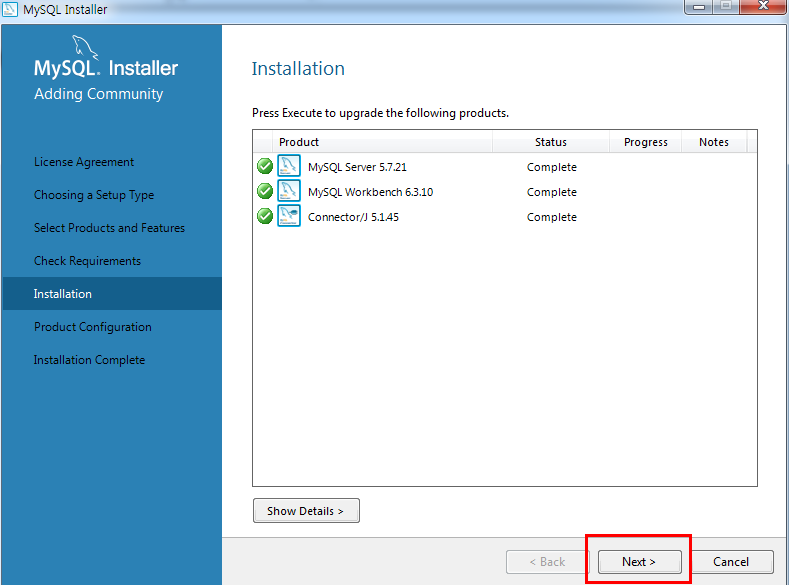 MySQL Installer
MySQL. Installer
Adding Community
License Agreement
Choosing a Setup Type
Select Products and Features
Check Requirements
Installation
Product Configuration
Installation Complete
Installation
Press Execute to upgrade the following products.
Product Status Progress Notes
MySQL Server 5.7.21 Complete
MySQL Workbench 6.3.10 Complete
Connector/J 5.1.45 Complete
Show Details >
< Back Next > Cancel